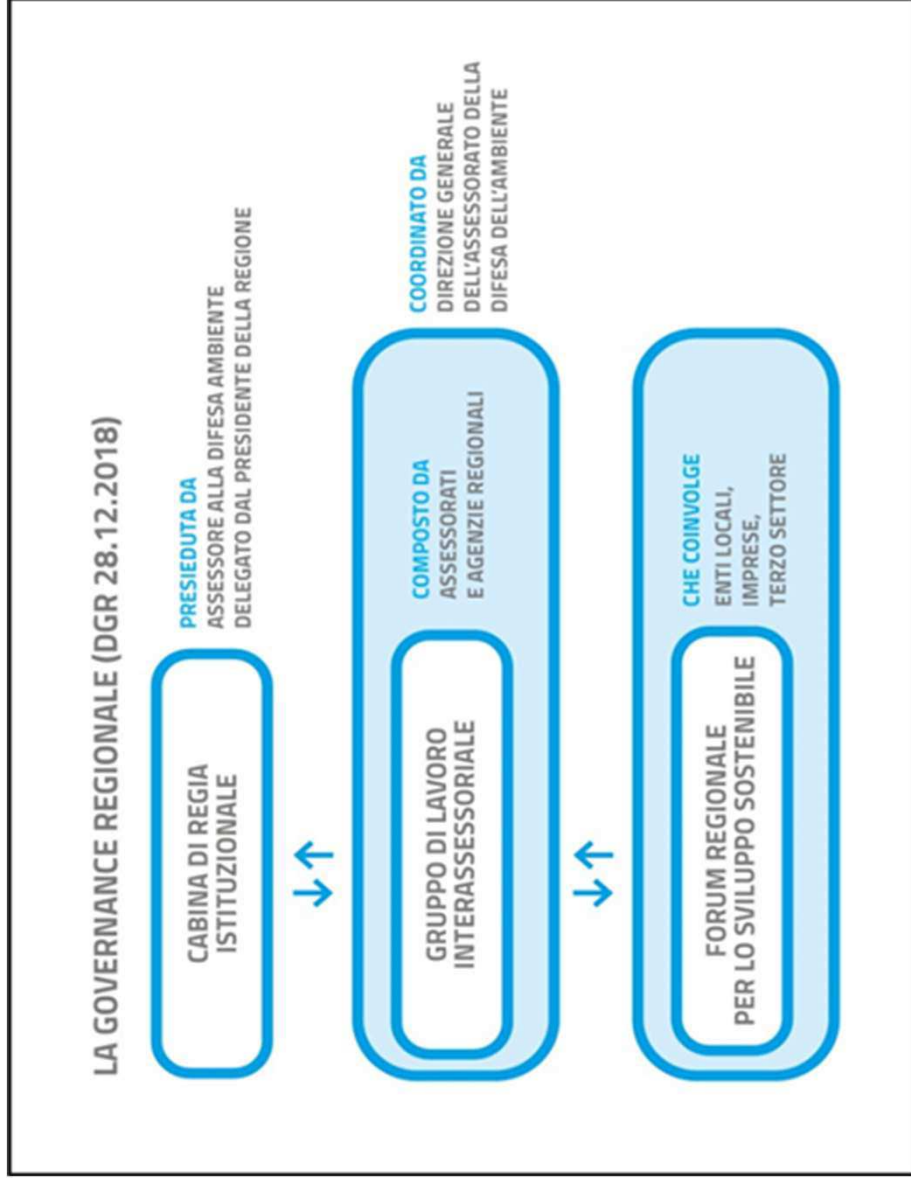 LA GOVERNANCE REGIONALE (DGR 28.12.2018)
CABINA DI REGIA
ISTITUZIONALE
PRESIEDUTA DA
ASSESSORE ALLA DIFESA AMBIENTE
DELEGATO DAL PRESIDENTE DELLA REGIONE
GRUPPO DI LAVORO
INTERASSESSORIALE
COMPOSTO DA
ASSESSORATI
E AGENZIE REGIONALI
COORDINATO DA
DIREZIONE GENERALE
DELL'ASSESSORATO DELLA
DIFESA DELL'AMBIENTE
FORUM REGIONALE
PER LO SVILUPPO SOSTENIBILE
CHE COINVOLGE
ENTI LOCALI,
IMPRESE,
TERZO SETTORE